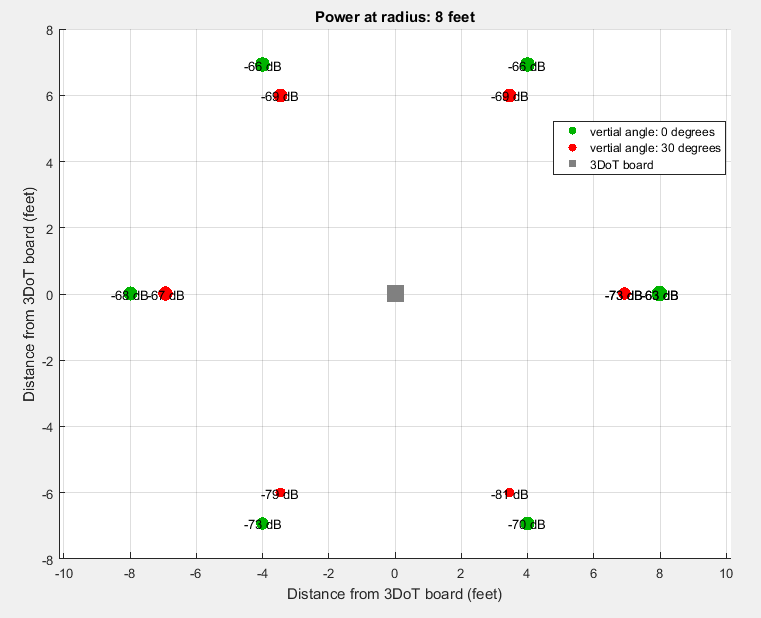 Power at radius: 8 feet
8
-66 dB
-66 dB
6
-69 dB
-69 dB
vertial angle: 0 degrees
vertial angle: 30 degrees
3DoT board
4
2
0
-68 dB
-67 dB
-73 dB
-63 dB
-2
-4
-6
-79 dB
-81 dB
-73 dB
-70 dB
-8
-10
-8
-6
-4
-2
0
2
4
6
8
10
Distance from 3DoT board (feet)
Distance from 3DoT board (feet)